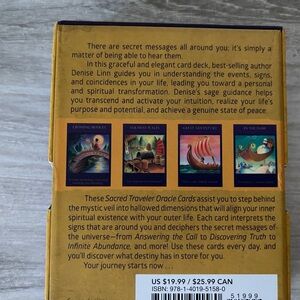 There are secret messages all around you; it's simply a
matter of being able to hear them.
In this graceful and elegant card deck, best-selling author
Denise Linn guides you in understanding the events, signs,
and coincidences in your life, leading you toward a personal
and spiritual transformation. Denise's sage guidance helps
you transcend and activate your intuition, realize your life's
purpose and potential, and achieve a genuine state of peace.
CROSSING BRIDGES
GREAT ADVENTURE
IN THE FLOW
These Sacred Traveler Oracle Cards assist you to step behind
the mystic veil into hallowed dimensions that will align your inner
spiritual existence with your outer life. Each card interprets the
signs that are around you and deciphers the secret messages of
the universe—from Answering the Call to Discovering Truth to
Infinite Abundance, and more! Use these cards every day, and
you'll discover what destiny has in store for you.
Your journey starts now . . .
US $19.99 / $25.99 CAN
ISBN: 978-1-4019-5158-0
51999